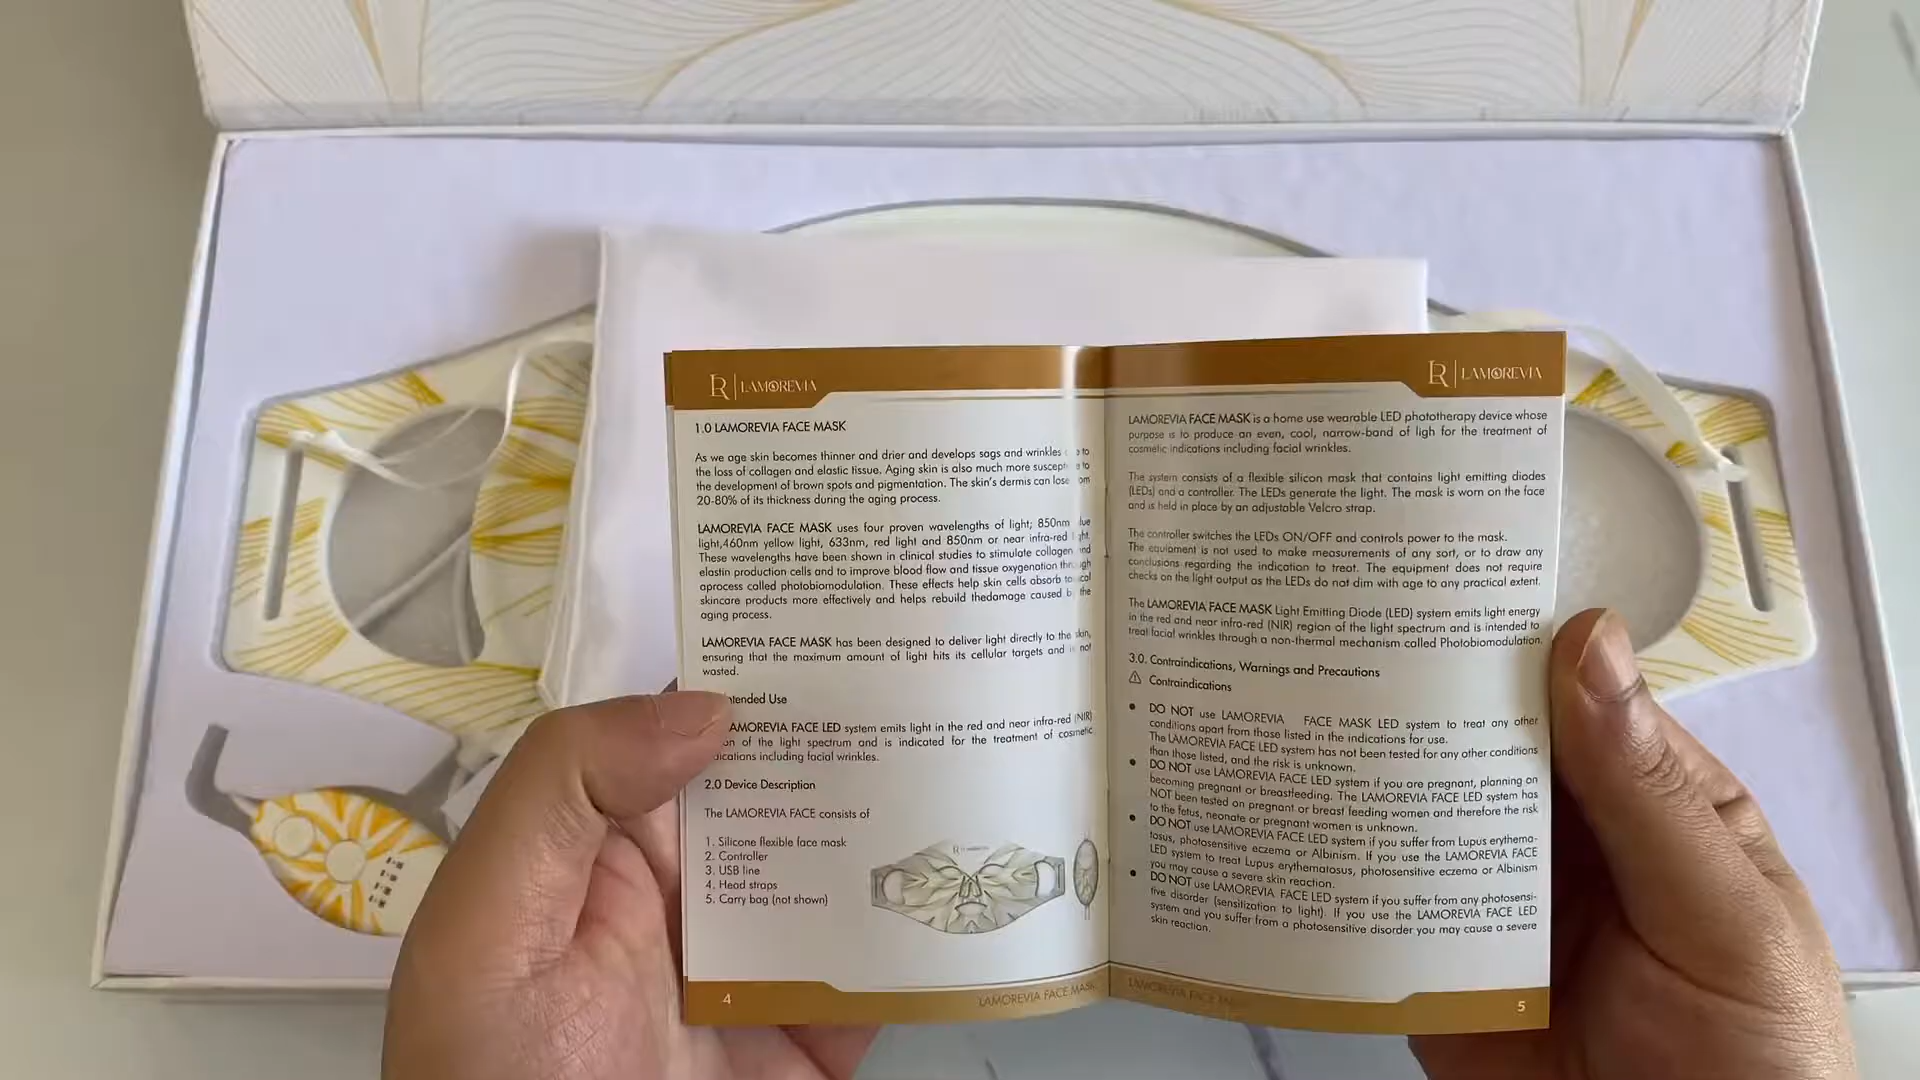 LR LAMOREVIA
1.0 LAMOREVIA FACE MASK
As we age skin becomes thinner and drier and develops sags and wrinkles to
the loss of collagen and elastic tissue. Aging skin is also much more suscept to
the development of brown spots and pigmentation. The skin's dermis can lose om
20-80% of its thickness during the aging process.
LAMOREVIA FACE MASK uses four proven wavelengths of light; 850nm lue
light,460nm yellow light, 633nm, red light and 850nm or near infra-red ght.
These wavelengths have been shown in clinical studies to stimulate collagen nd
elastin production cells and to improve blood flow and tissue oxygenation through
aprocess called photobiomodulation. These effects help skin cells absorb to cal
skincare products more effectively and helps rebuild thedamage caused b the
aging process.
LAMOREVIA FACE MASK has been designed to deliver light directly to the skin,
ensuring that the maximum amount of light hits its cellular targets and is not
wasted.
ntended Use
AMOREVIA FACE LED system emits light in the red and near infra-red (NIR)
on of the light spectrum and is indicated for the treatment of cosmetic
dications including facial wrinkles.
2.0 Device Description
The LAMOREVIA FACE consists of
1. Silicone flexible face mask
2. Controller
3. USB line
4. Head straps
5. Carry bag (not shown)
4
LAMOREVIA FACE MASK
LR LAMOREVIA
LAMOREVIA FACE MASK is a home use wearable LED phototherapy device whose
purpose is to produce an even, cool, narrow-band of ligh for the treatment of
cosmetic indications including facial wrinkles.
The system consists of a flexible silicon mask that contains light emitting diodes
(LEDs) and a controller. The LEDs generate the light. The mask is worn on the face
and is held in place by an adjustable Velcro strap.
The controller switches the LEDs ON/OFF and controls power to the mask.
The equipment is not used to make measurements of any sort, or to draw any
conclusions regarding the indication to treat. The equipment does not require
checks on the light output as the LEDs do not dim with age to any practical extent.
The LAMOREVIA FACE MASK Light Emitting Diode (LED) system emits light energy
in the red and near infra-red (NIR) region of the light spectrum and is intended to
treat facial wrinkles through a non-thermal mechanism called Photobiomodulation.
3.0. Contraindications, Warnings and Precautions
Contraindications
• DO NOT use LAMOREVIA FACE MASK LED system to treat any other
conditions apart from those listed in the indications for use.
The LAMOREVIA FACE LED system has not been tested for any other conditions
than those listed, and the risk is unknown.
• DO NOT use LAMOREVIA FACE LED system if you are pregnant, planning on
becoming pregnant or breastfeeding. The LAMOREVIA FACE LED system has
NOT been tested on pregnant or breast feeding women and therefore the risk
to the fetus, neonate or pregnant women is unknown.
• DO NOT use LAMOREVIA FACE LED system if you suffer from Lupus erythema-
tosus, photosensitive eczema or Albinism. If you use the LAMOREVIA FACE
LED system to treat Lupus erythematosus, photosensitive eczema or Albinism
you may cause a severe skin reaction.
• DO NOT use LAMOREVIA FACE LED system if you suffer from any photosensi-
tive disorder (sensitization to light). If you use the LAMOREVIA FACE LED
system and you suffer from a photosensitive disorder you may cause a severe
skin reaction.
LAMOREVIA FACE
5